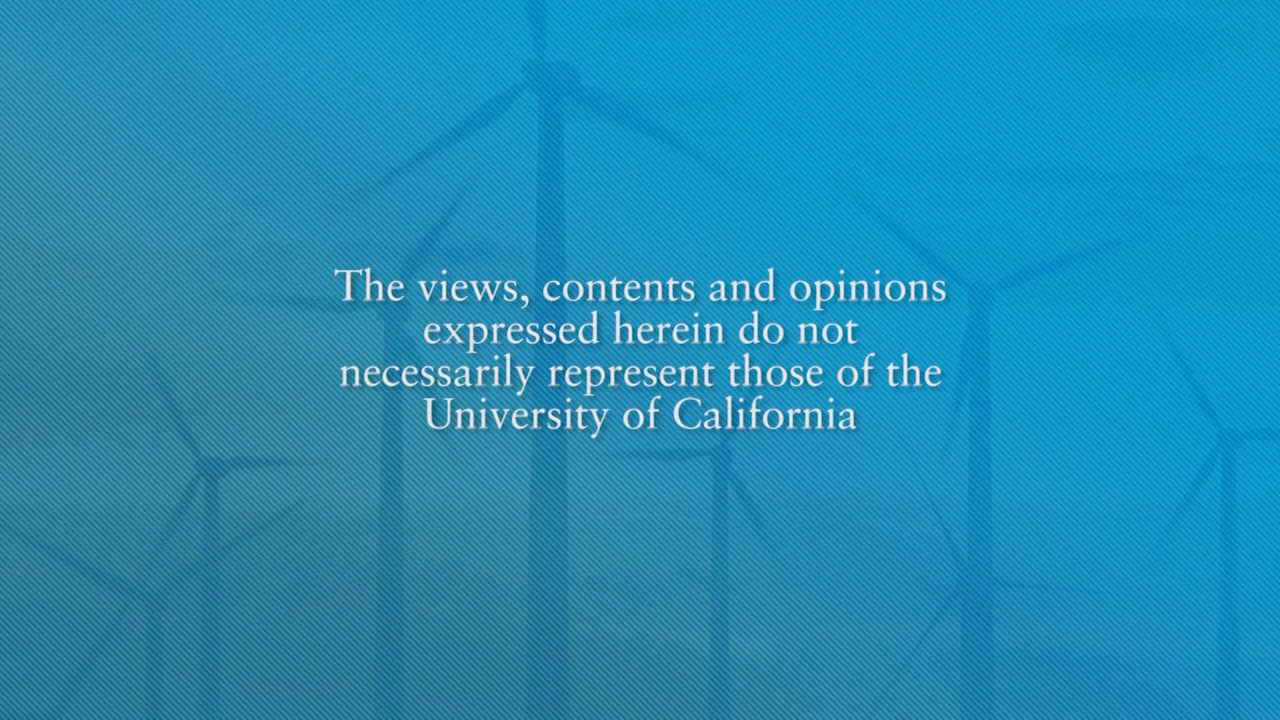 The views, contents and opinions
expressed herein do not
necessarily represent those of the
University of California